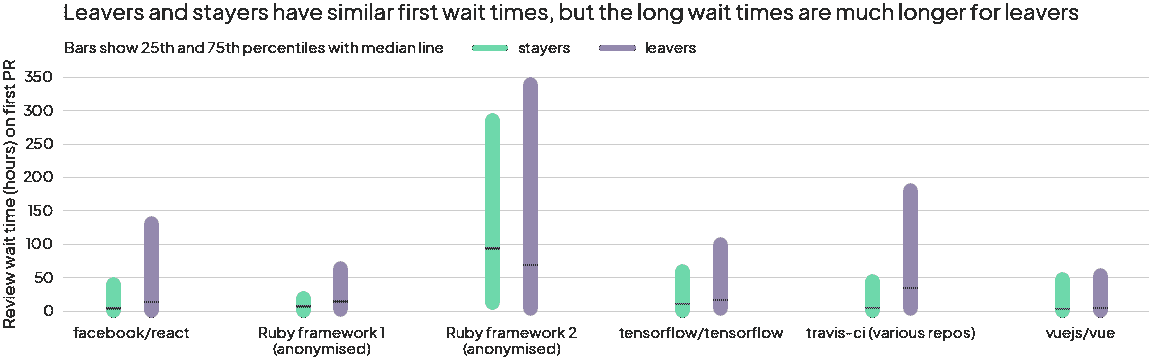 Leavers and stayers have similar first wait times, but the long wait times are much longer for leavers
Bars show 25th and 75th percentiles with median line
stayers
leavers
Review wait time (hours) on first PR
350
300
250
200
150
100
50
0
facebook/react
Ruby framework 1
(anonymised)
Ruby framework 2
(anonymised)
tensorflow/tensorflow
travis-ci (various repos)
vuejs/vue